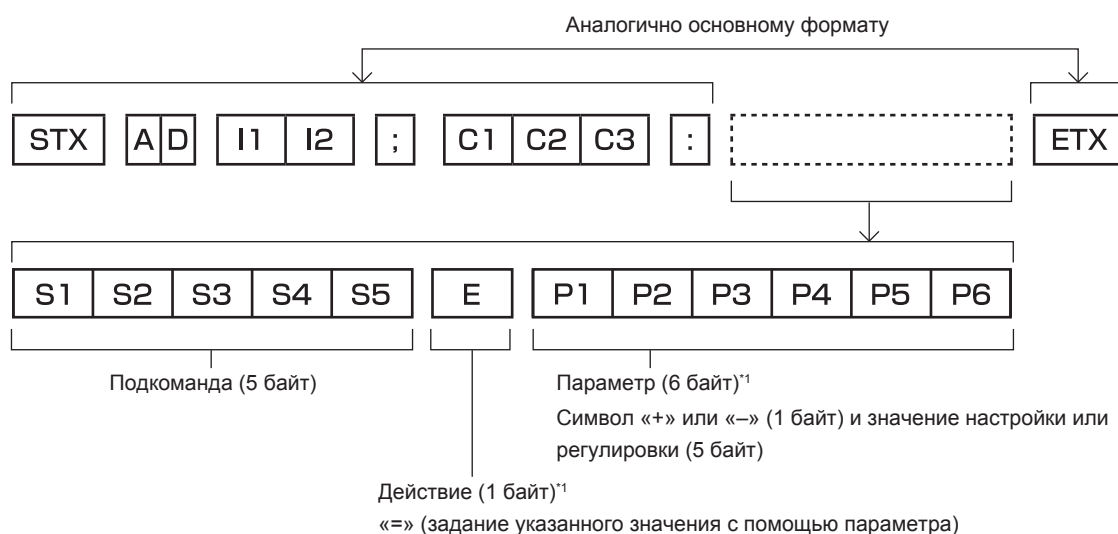 Аналогично основному формату
STX A D I1 I2 ; C1 C2 C3 : ETX
S1 S2 S3 S4 S5 E P1 P2 P3 P4 P5 P6
Подкоманда (5 байт)
Параметр (6 байт)*1
Символ «+» или «–» (1 байт) и значение настройки или
регулировки (5 байт)
Действие (1 байт)*1
«=» (задание указанного значения с помощью параметра)